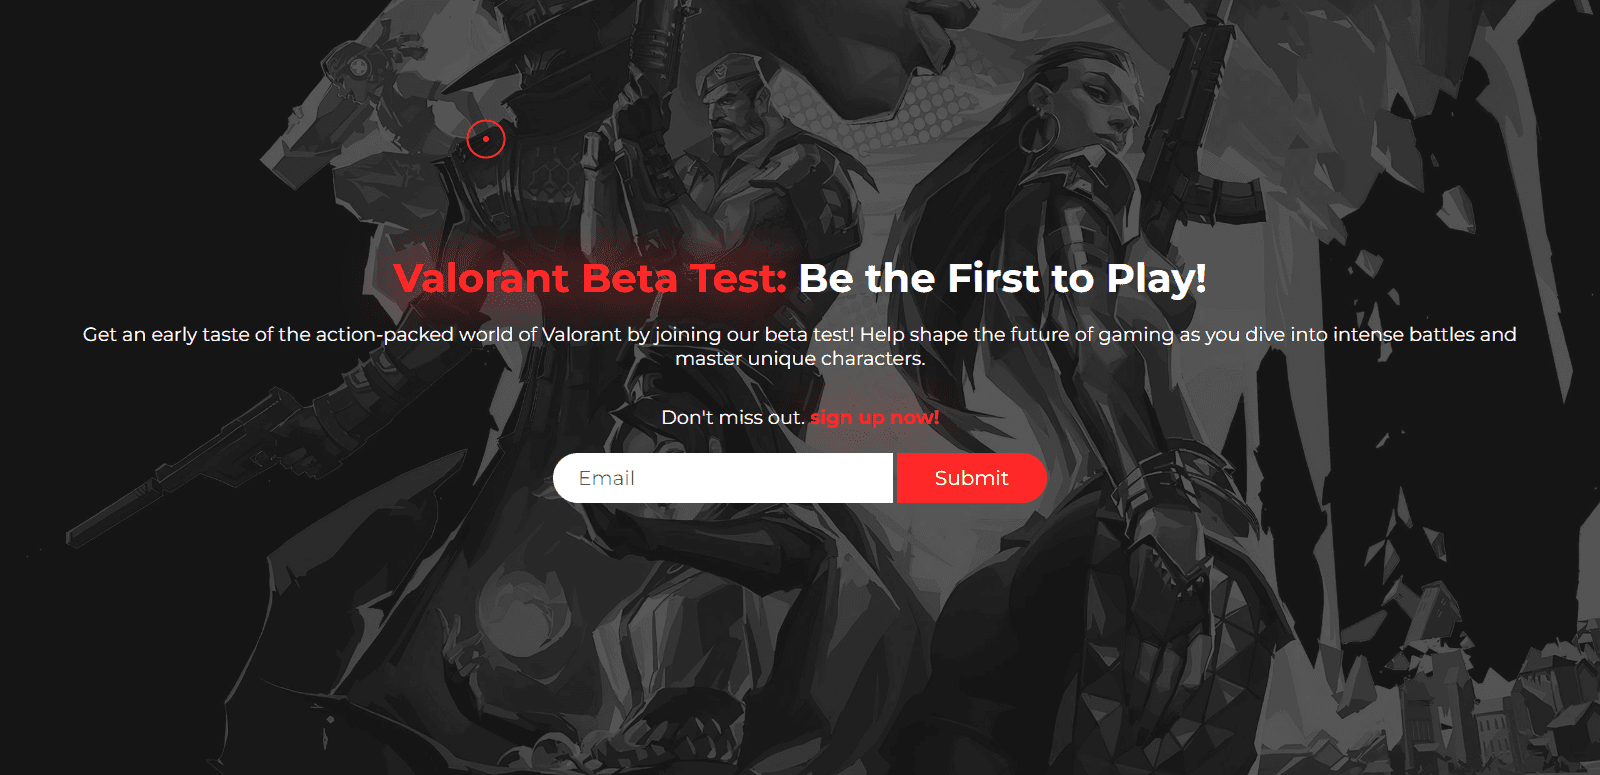 Valorant Beta Test: Be the First to Play!
Get an early taste of the action-packed world of Valorant by joining our beta test! Help shape the future of gaming as you dive into intense battles and
master unique characters.
Don't miss out. sign up now!
Email
Submit